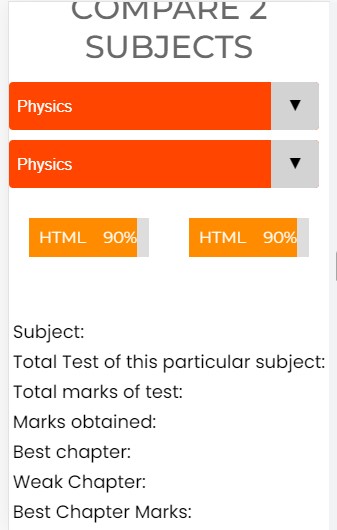 COMPARE 2
SUBJECTS
Physics
Physics
HTML 90% HTML 90%
Subject:
Total Test of this particular subject:
Total marks of test:
Marks obtained:
Best chapter:
Weak Chapter:
Best Chapter Marks: